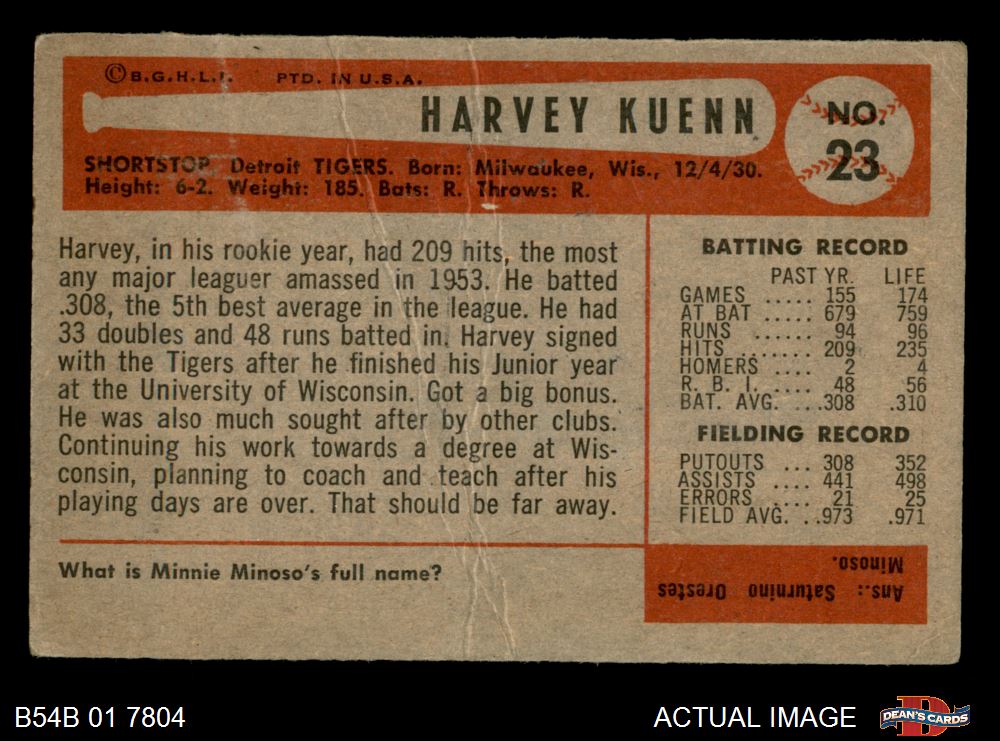 ©B.G.H.L.I. PTD. IN U.S.A.
HARVEY KUENN
NO.
23
SHORTSTOP, Detroit TIGERS. Born: Milwaukee, Wis., 12/4/30.
Height: 6-2. Weight: 185. Bats: R. Throws: R.
Harvey, in his rookie year, had 209 hits, the most
any major leaguer amassed in 1953. He batted
.308, the 5th best average in the league. He had
33 doubles and 48 runs batted in. Harvey signed
with the Tigers after he finished his Junior year
at the University of Wisconsin. Got a big bonus.
He was also much sought after by other clubs.
Continuing his work towards a degree at Wis-
consin, planning to coach and teach after his
playing days are over. That should be far away.
What is Minnie Minoso's full name?
BATTING RECORD
PAST YR. LIFE
GAMES ..... 155 174
AT BAT ..... 679 759
RUNS ...... 94 96
HITS ...... 209 235
HOMERS .... 2 4
R. B. I. .... 48 56
BAT. AVG. ...308 .310
FIELDING RECORD
PUTOUTS ... 308 352
ASSISTS .... 441 498
ERRORS .... 21 25
FIELD AVG. ..973 .971
Ans.: Saturnino Orestes
Minoso.
B54B 01 7804
ACTUAL IMAGE
DEAN'S CARDS